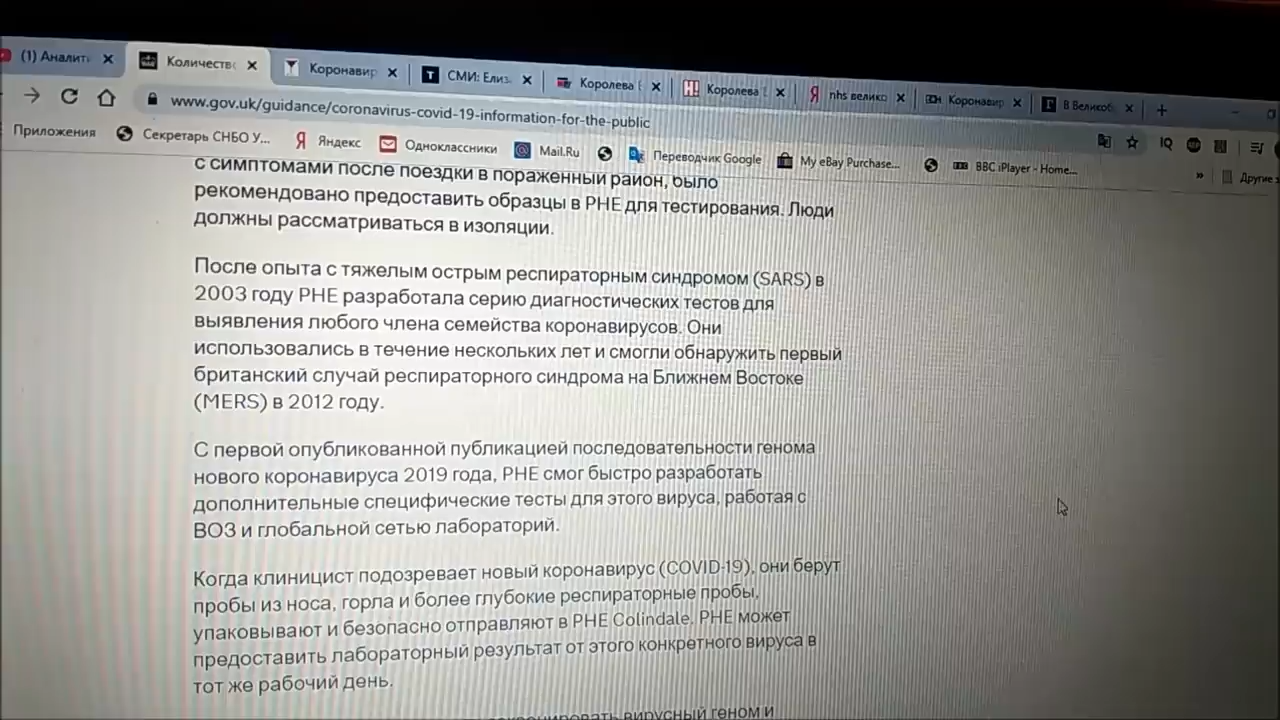 (1) Аналити
Количество
Коронавир
СМИ: Елиз
Королева
Королева
nhs велико
Коронавир
В Великоб
www.gov.uk/guidance/coronavirus-covid-19-information-for-the-public
Приложения
Секретарь СНБО У...
Яндекс
Одноклассники
Mail.Ru
Переводчик Google
My eBay Purchase...
BBC iPlayer - Home...
»
Другие
с симптомами после поездки в пораженный район, было
рекомендовано предоставить образцы в PHE для тестирования. Люди
должны рассматриваться в изоляции.
После опыта с тяжелым острым респираторным синдромом (SARS) в
2003 году PHE разработала серию диагностических тестов для
выявления любого члена семейства коронавирусов. Они
использовались в течение нескольких лет и смогли обнаружить первый
британский случай респираторного синдрома на Ближнем Востоке
(MERS) в 2012 году.
С первой опубликованной публикацией последовательности генома
нового коронавируса 2019 года, PHE смог быстро разработать
дополнительные специфические тесты для этого вируса, работая с
ВОЗ и глобальной сетью лабораторий.
Когда клиницист подозревает новый коронавирус (COVID-19), они берут
пробы из носа, горла и более глубокие респираторные пробы,
упаковывают и безопасно отправляют в PHE Colindale. PHE может
предоставить лабораторный результат от этого конкретного вируса в
тот же рабочий день.
вирусный геном и